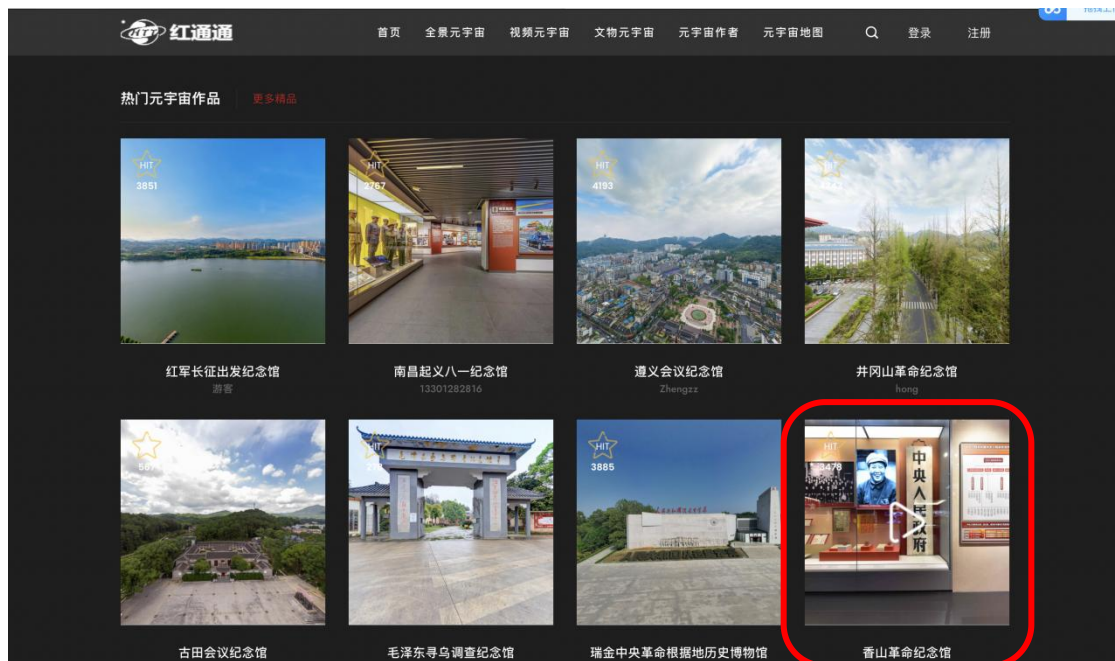 红通通
首页 全景元宇宙 视频元宇宙 文物元宇宙 元宇宙作者 元宇宙地图 登录 注册
热门元宇宙作品 更多精品
HIT
3851
HIT
3767
HIT
4193
HIT
红军长征出发纪念馆
游客
南昌起义八一纪念馆
13301282816
遵义会议纪念馆
Zhengzz
井冈山革命纪念馆
hong
HIT
HIT
HIT
3885
HIT
3478
中央人民政府
古田会议纪念馆
毛泽东寻乌调查纪念馆
瑞金中央革命根据地历史博物馆
香山革命纪念馆